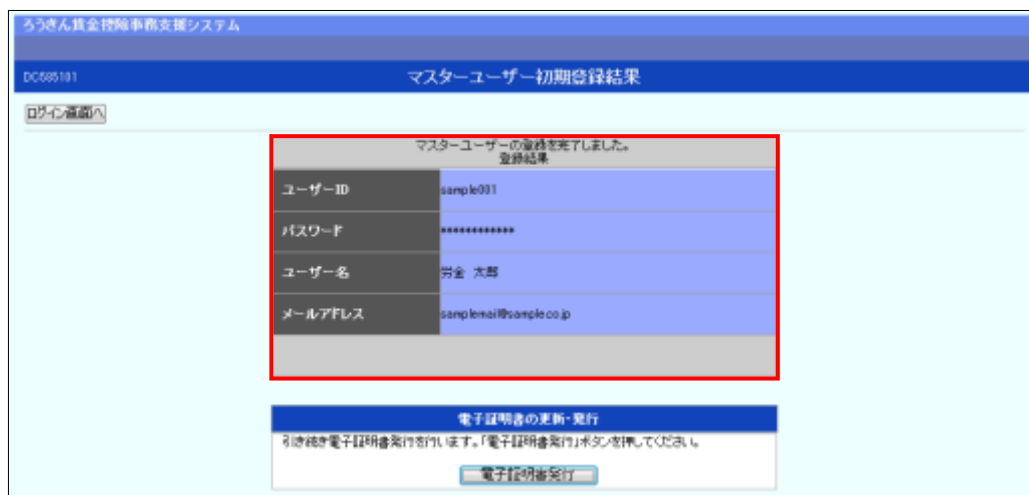 ろうきん賃金控除事務支援システム
DC585101
マスターユーザー初期登録結果
ログイン画面へ
マスターユーザーの登録を完了しました。
登録結果
ユーザーID
sample001
パスワード
************
ユーザー名
労金 太郎
メールアドレス
samplemail@sample.co.jp
電子証明書の更新・発行
引き続き電子証明書発行を行います。「電子証明書発行」ボタンを押してください。
電子証明書発行